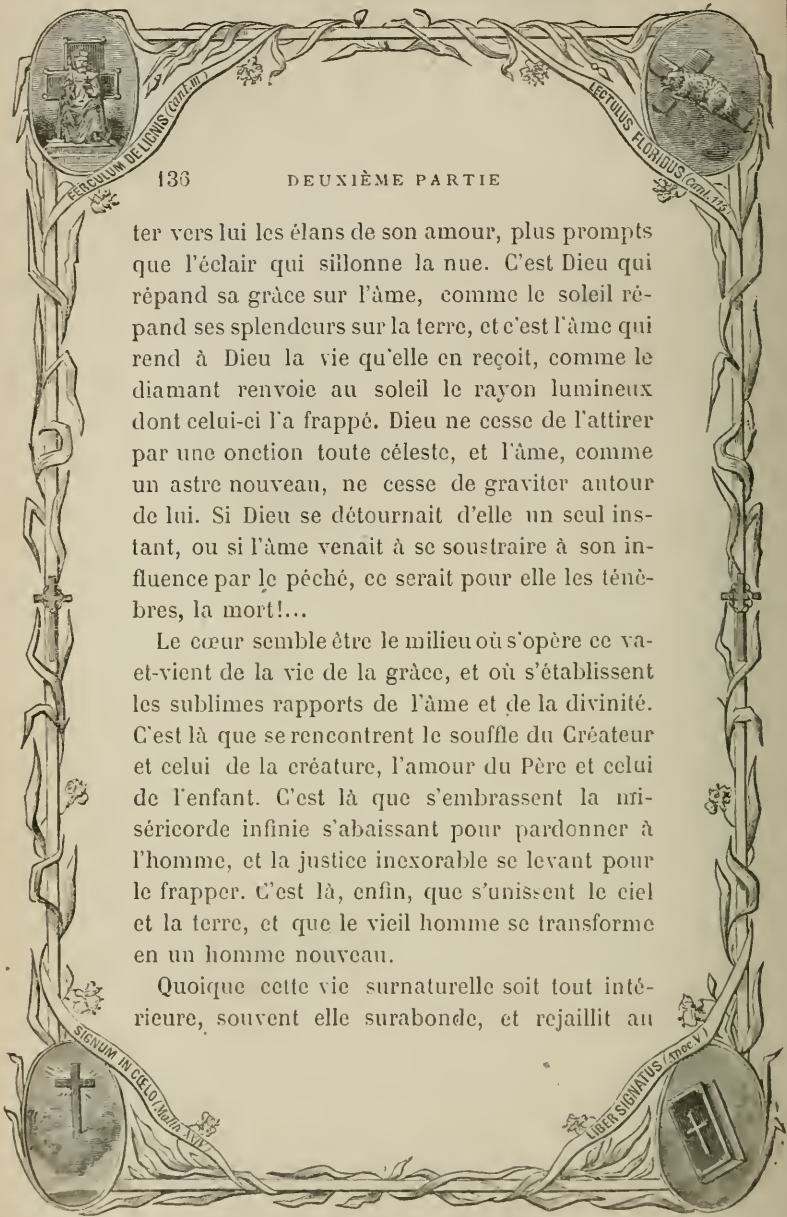 FERCULUM DE LIGNIS (Cant. III.)
LECTULUS FLORIDUS (Cant. 1.15)
136 DEUXIÈME PARTIE
ter vers lui les élans de son amour, plus prompts
que l'éclair qui sillonne la nue. C'est Dieu qui
répand sa grâce sur l'âme, comme le soleil ré-
pand ses splendeurs sur la terre, et c'est l'âme qui
rend à Dieu la vie qu'elle en reçoit, comme le
diamant renvoie au soleil le rayon lumineux
dont celui-ci l'a frappé. Dieu ne cesse de l'attirer
par une onction toute céleste, et l'âme, comme
un astre nouveau, ne cesse de graviter autour
de lui. Si Dieu se détournait d'elle un seul ins-
tant, ou si l'âme venait à se soustraire à son in-
fluence par le péché, ce serait pour elle les ténè-
bres, la mort!...
Le cœur semble être le milieu où s'opère ce va-
et-vient de la vie de la grâce, et où s'établissent
les sublimes rapports de l'âme et de la divinité.
C'est là que se rencontrent le souffle du Créateur
et celui de la créature, l'amour du Père et celui
de l'enfant. C'est là que s'embrassent la mi-
séricorde infinie s'abaissant pour pardonner à
l'homme, et la justice inexorable se levant pour
le frapper. C'est là, enfin, que s'unissent le ciel
et la terre, et que le vieil homme se transforme
en un homme nouveau.
Quoique cette vie surnaturelle soit tout inté-
rieure, souvent elle surabonde, et rejaillit au
SIGNUM IN CŒLO (Matth. XXIV)
LIBER SIGNATUS (Apoc. V)